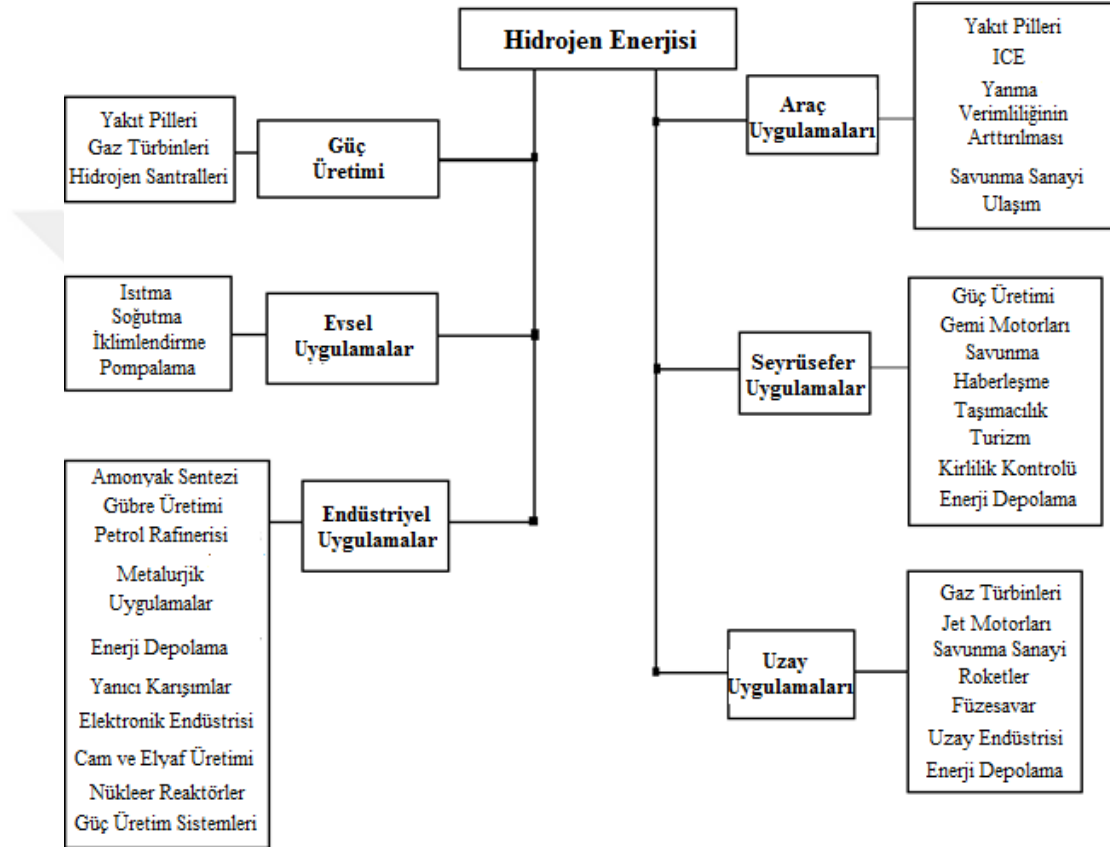 Hidrojen Enerjisi
Yakıt Pilleri
Gaz Türbinleri
Hidrojen Santralleri
Güç
Üretimi
Isıtma
Soğutma
İklimlendirme
Pompalama
Evsel
Uygulamalar
Amonyak Sentezi
Gübre Üretimi
Petrol Rafinerisi
Metalurjik
Uygulamalar
Enerji Depolama
Yanıcı Karışımlar
Elektronik Endüstrisi
Cam ve Elyaf Üretimi
Nükleer Reaktörler
Güç Üretim Sistemleri
Endüstriyel
Uygulamalar
Araç
Uygulamaları
Yakıt Pilleri
ICE
Yanma
Verimliliğinin
Arttırılması
Savunma Sanayi
Ulaşım
Seyrüsefer
Uygulamalar
Güç Üretimi
Gemi Motorları
Savunma
Haberleşme
Taşımacılık
Turizm
Kirlilik Kontrolü
Enerji Depolama
Uzay
Uygulamaları
Gaz Türbinleri
Jet Motorları
Savunma Sanayi
Roketler
Füzesavar
Uzay Endüstrisi
Enerji Depolama